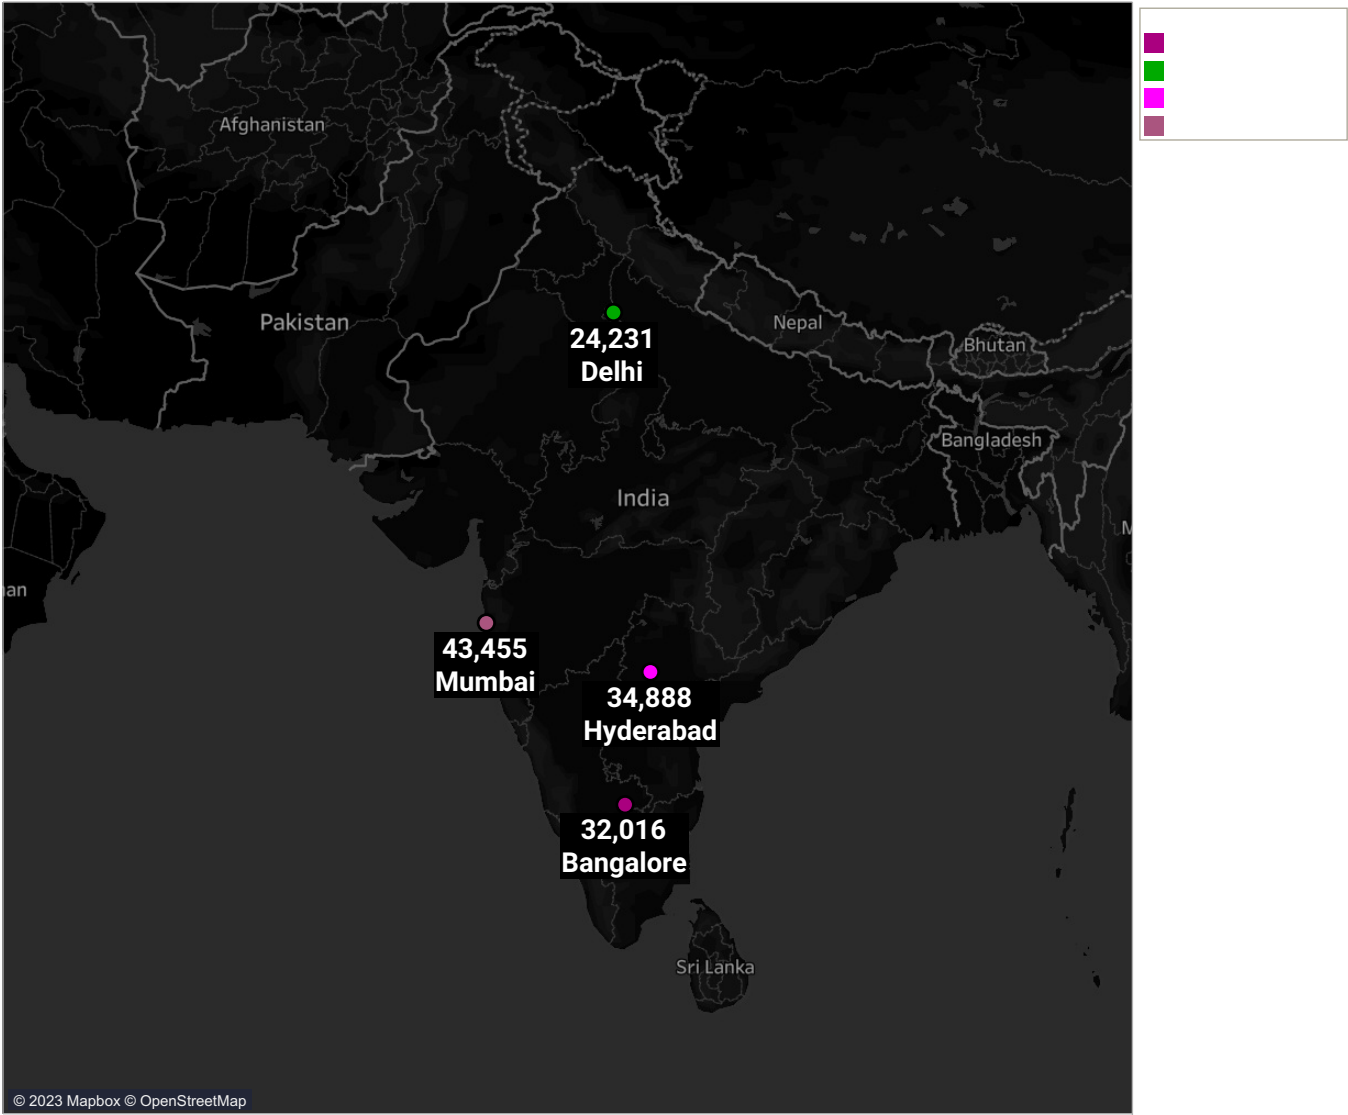 Afghanistan
Pakistan
Nepal
Bhutan
24,231
Delhi
Bangladesh
India
M
an
43,455
Mumbai
34,888
Hyderabad
32,016
Bangalore
Sri Lanka
© 2023 Mapbox © OpenStreetMap